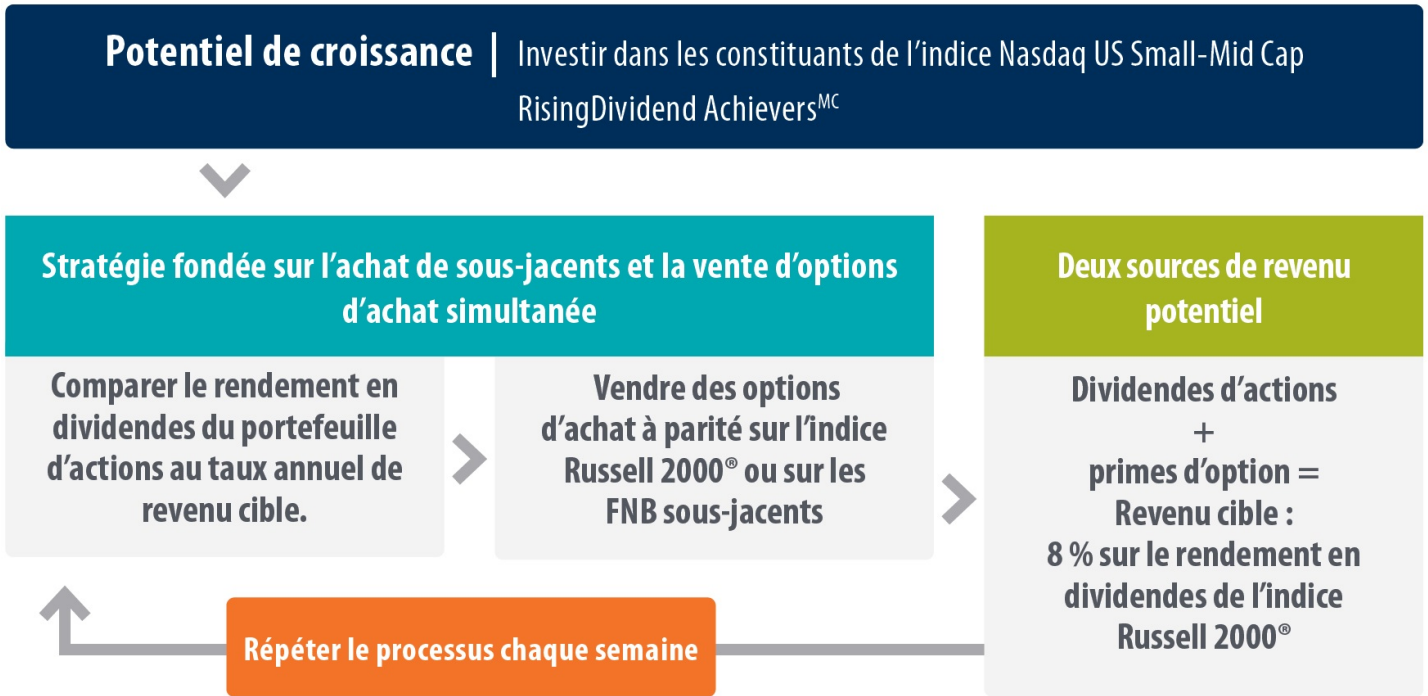 Potentiel de croissance | Investir dans les constituants de l’indice Nasdaq US Small-Mid Cap
RisingDividend Achievers^MC
Stratégie fondée sur l’achat de sous-jacents et la vente d’options
d’achat simultanée
Comparer le rendement en
dividendes du portefeuille
d’actions au taux annuel de
revenu cible.
Vendre des options
d’achat à parité sur l’indice
Russell 2000® ou sur les
FNB sous-jacents
Deux sources de revenu
potentiel
Dividendes d’actions
+
primes d’option =
Revenu cible :
8 % sur le rendement en
dividendes de l’indice
Russell 2000®
Répéter le processus chaque semaine